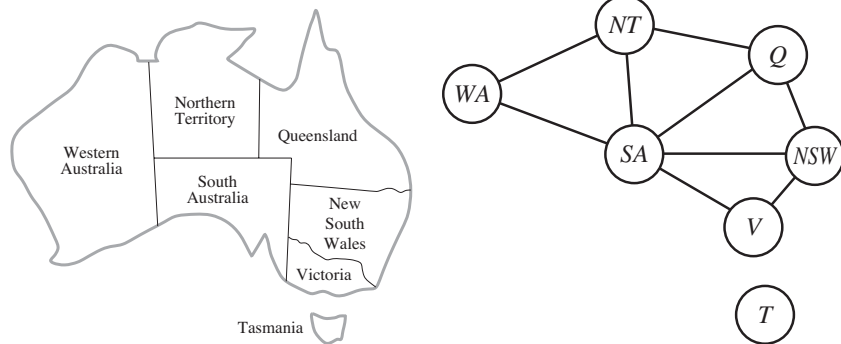 Northern
Territory
Western
Australia
Queensland
South
Australia
New
South
Wales
Victoria
Tasmania
NT
Q
WA
SA
NSW
V
T